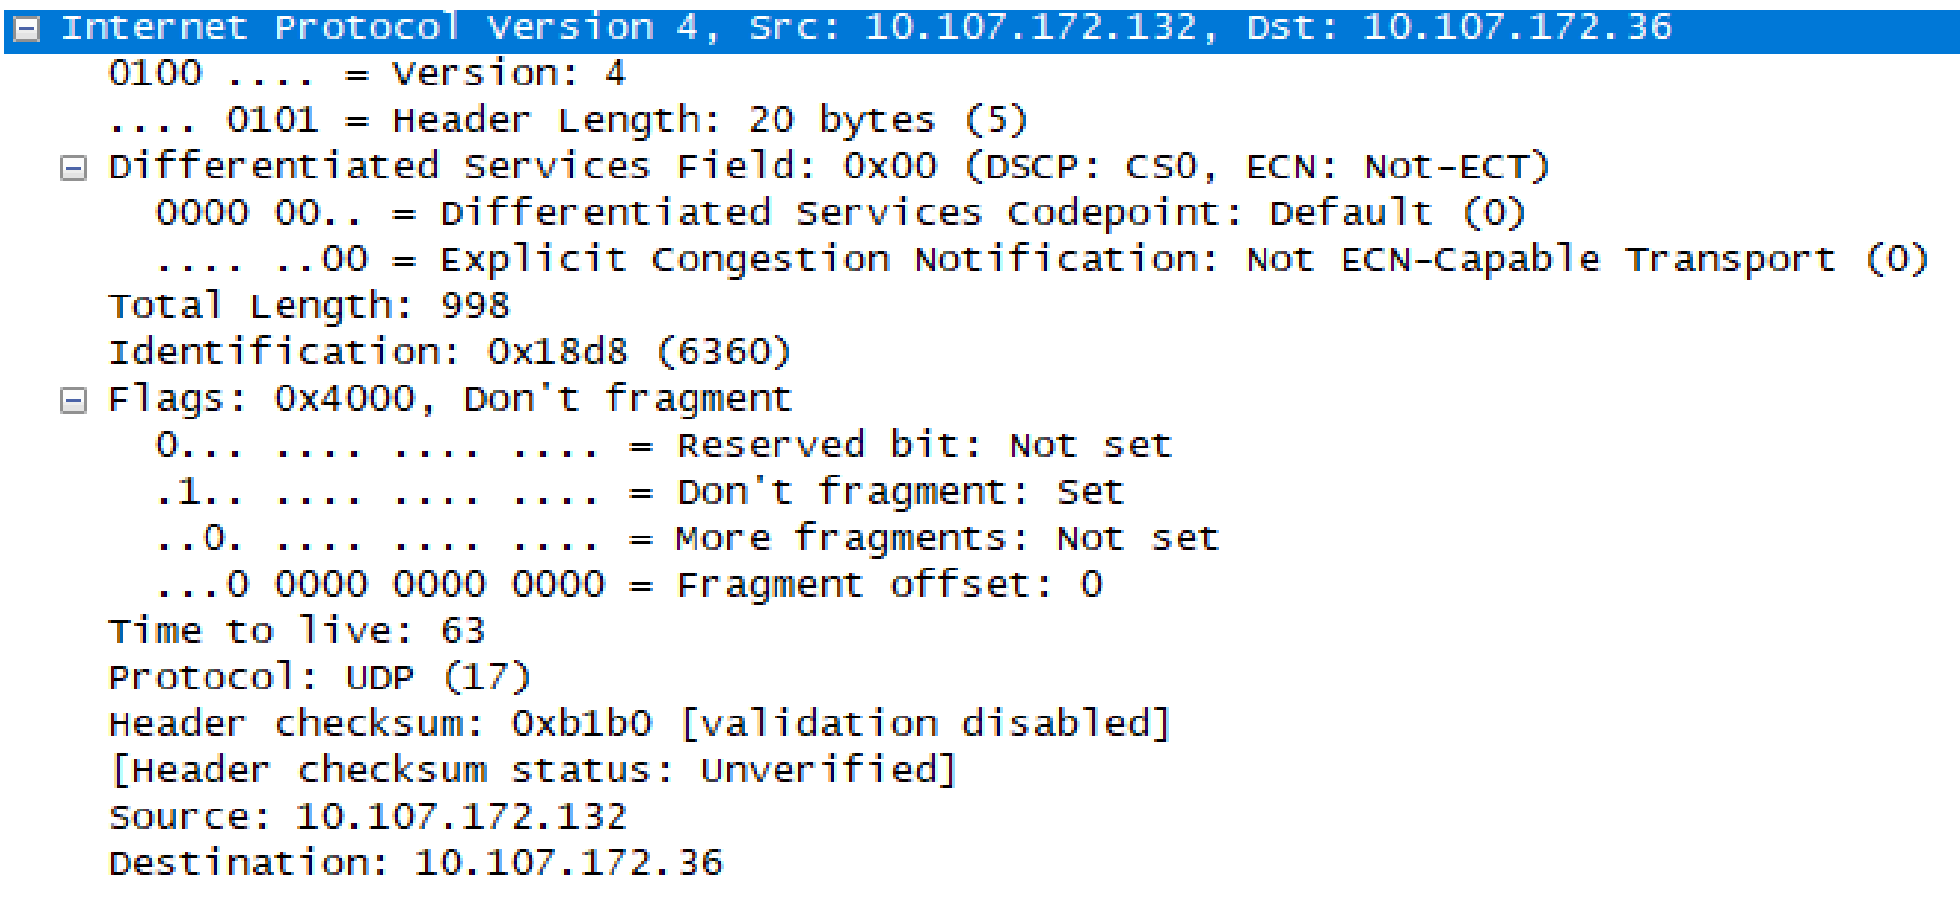 Internet Protocol Version 4, Src: 10.107.172.132, Dst: 10.107.172.36
0100 .... = Version: 4
.... 0101 = Header Length: 20 bytes (5)
Differentiated Services Field: 0x00 (DSCP: CS0, ECN: Not-ECT)
0000 00.. = Differentiated Services Codepoint: Default (0)
.... ..00 = Explicit Congestion Notification: Not ECN-Capable Transport (0)
Total Length: 998
Identification: 0x18d8 (6360)
Flags: 0x4000, Don't fragment
0... .... .... .... = Reserved bit: Not set
.1.. .... .... .... = Don't fragment: Set
..0. .... .... .... = More fragments: Not set
...0 0000 0000 0000 = Fragment offset: 0
Time to live: 63
Protocol: UDP (17)
Header checksum: 0xb1b0 [validation disabled]
[Header checksum status: Unverified]
Source: 10.107.172.132
Destination: 10.107.172.36